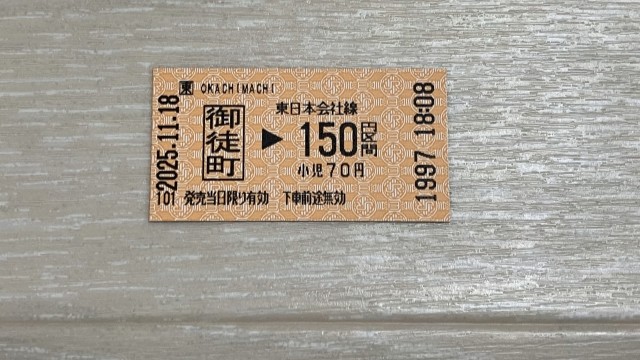 2025.11.18
東 OKACHIMACHI
御徒町
東日本会社線
▶ 150円区間
小児70円
101 発売当日限り有効 下車前途無効
1997 18:08